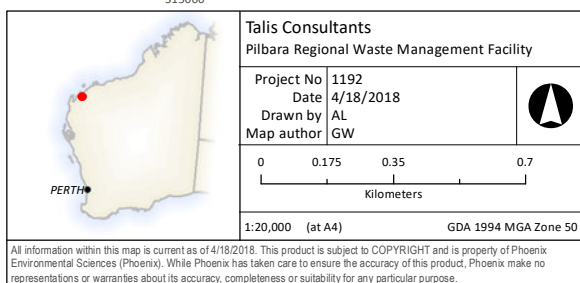 PERTH
Talis Consultants
Pilbara Regional Waste Management Facility
Project No 1192
Date 4/18/2018
Drawn by AL
Map author GW
0 0.175 0.35 0.7
Kilometers
1:20,000 (at A4) GDA 1994 MGA Zone 50
All information within this map is current as of 4/18/2018. This product is subject to COPYRIGHT and is property of Phoenix
Environmental Sciences (Phoenix). While Phoenix has taken care to ensure the accuracy of this product, Phoenix make no
representations or warranties about its accuracy, completeness or suitability for any particular purpose.